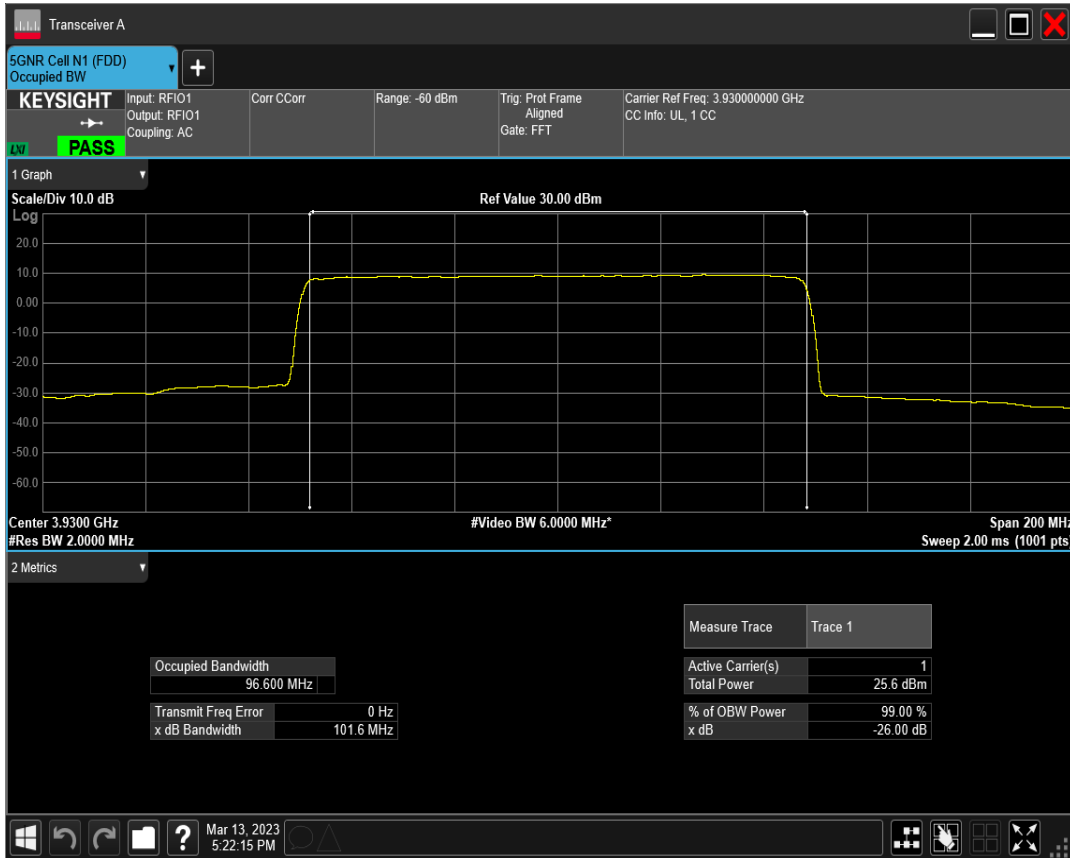 Transceiver A
5GNR Cell N1 (FDD)
Occupied BW
+
KEYSIGHT
LXI
PASS
Input: RFIO1
Output: RFIO1
Coupling: AC
Corr CCorr
Range: -60 dBm
Trig: Prot Frame
Aligned
Gate: FFT
Carrier Ref Freq: 3.930000000 GHz
CC Info: UL, 1 CC
1 Graph
Scale/Div 10.0 dB
Ref Value 30.00 dBm
Log
20.0
10.0
0.00
-10.0
-20.0
-30.0
-40.0
-50.0
-60.0
Center 3.9300 GHz
#Video BW 6.0000 MHz*
Span 200 MHz
#Res BW 2.0000 MHz
Sweep 2.00 ms (1001 pts)
2 Metrics
Measure Trace Trace 1
Occupied Bandwidth
96.600 MHz
Active Carrier(s) 1
Total Power 25.6 dBm
Transmit Freq Error 0 Hz
x dB Bandwidth 101.6 MHz
% of OBW Power 99.00 %
x dB -26.00 dB
?
Mar 13, 2023
5:22:15 PM